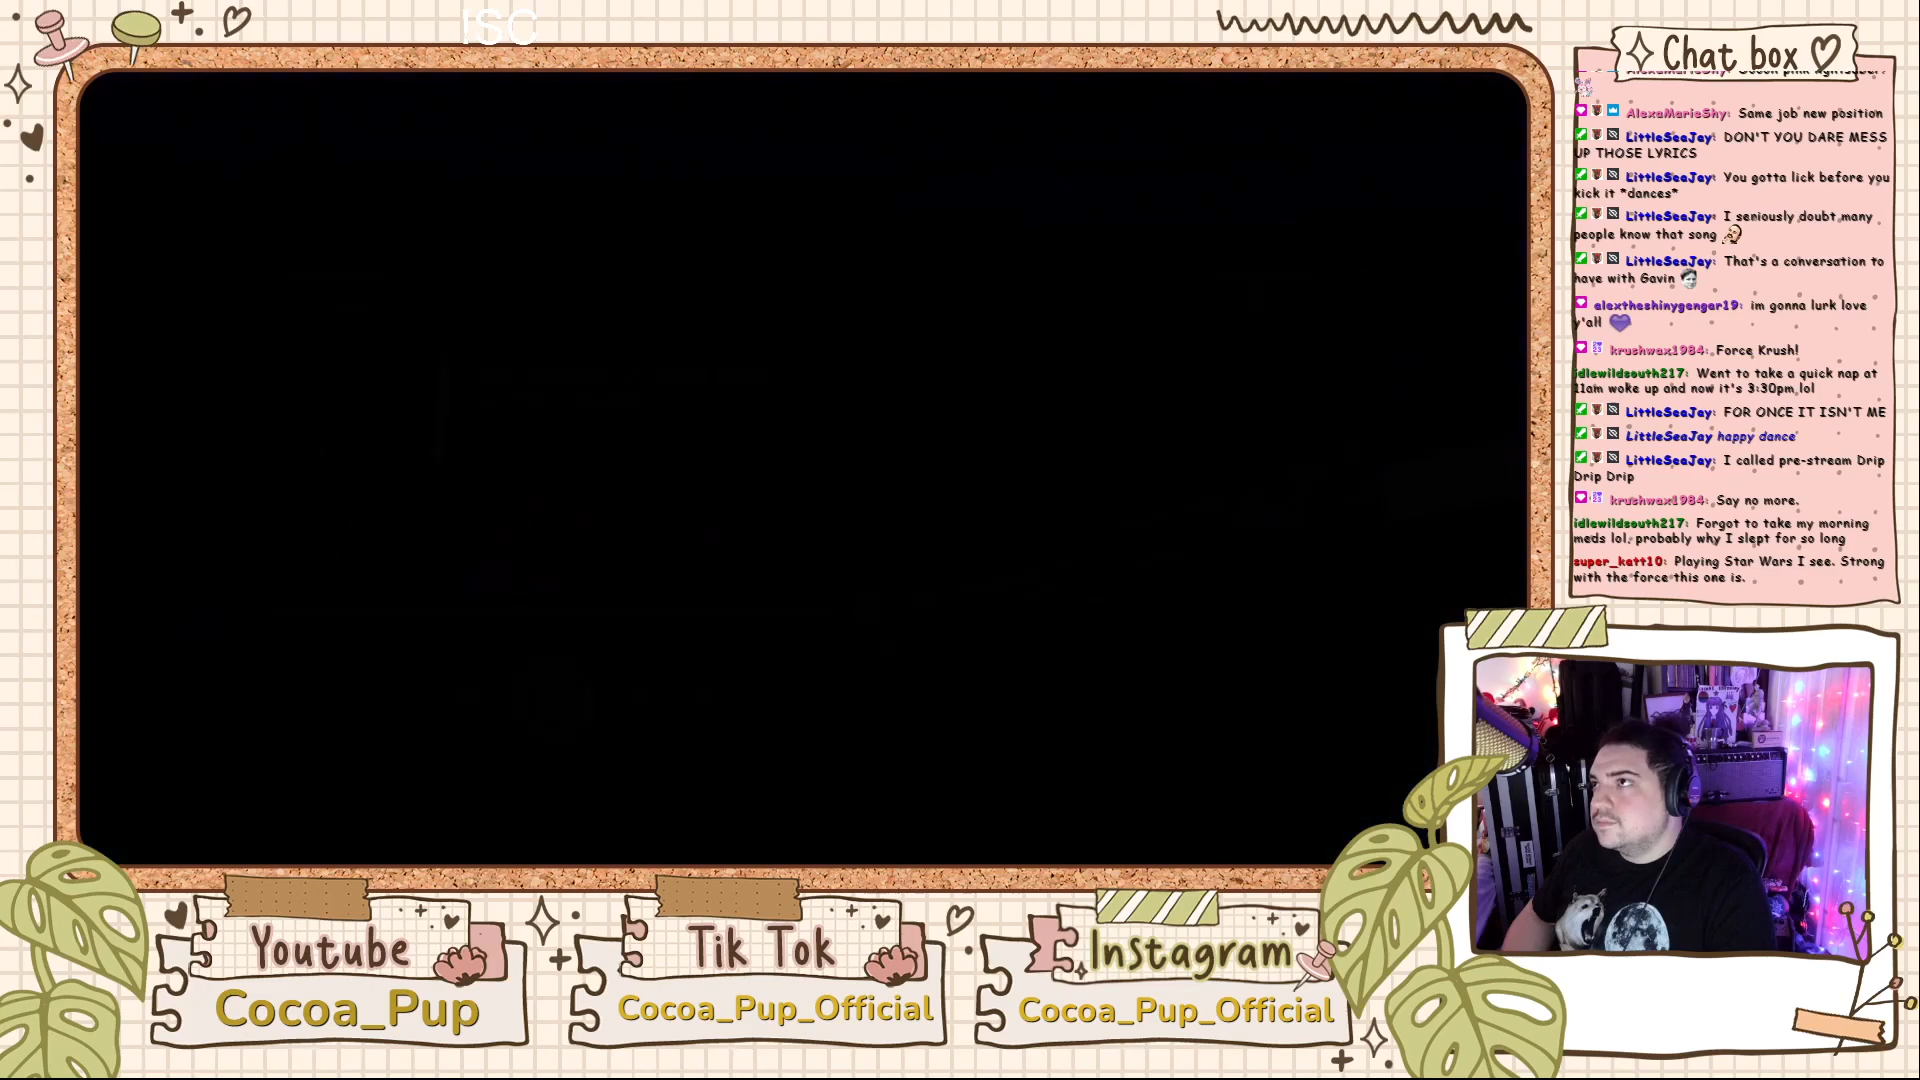 !SC
Chat box
AlexaMarieShy: Same job new position
LittleSeaJay: DON'T YOU DARE MESS
UP THOSE LYRICS
LittleSeaJay: You gotta lick before you
kick it *dances*
LittleSeaJay: I seriously doubt many
people know that song
LittleSeaJay: That's a conversation to
have with Gavin
alextheshinygengar19: im gonna lurk love
y'all
krushwax1984: Force Krush!
idlewildsouth217: Went to take a quick nap at
11am woke up and now it's 3:30pm lol
LittleSeaJay: FOR ONCE IT ISN'T ME
LittleSeaJay happy dance
LittleSeaJay: I called pre-stream Drip
Drip Drip
krushwax1984: Say no more.
idlewildsouth217: Forgot to take my morning
meds lol. probably why I slept for so long
super_katt10: Playing Star Wars I see. Strong
with the force this one is.
Youtube
Cocoa_Pup
Tik Tok
Cocoa_Pup_Official
Instagram
Cocoa_Pup_Official